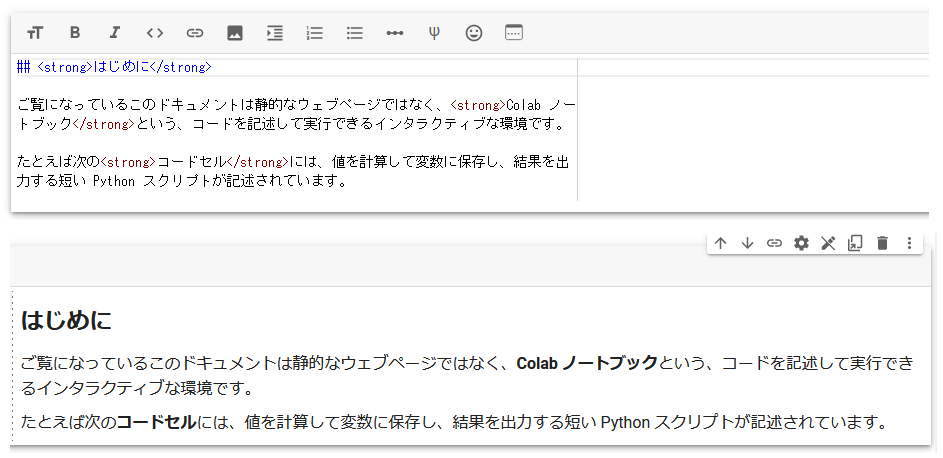 ## <strong>はじめに</strong>
ご覧になっているこのドキュメントは静的なウェブページではなく、<strong>Colab ノー
トブック</strong>という、コードを記述して実行できるインタラクティブな環境です。
たとえば次の<strong>コードセル</strong>には、値を計算して変数に保存し、結果を出
力する短い Python スクリプトが記述されています。
はじめに
ご覧になっているこのドキュメントは静的なウェブページではなく、Colab ノートブックという、コードを記述して実行でき
るインタラクティブな環境です。
たとえば次のコードセルには、値を計算して変数に保存し、結果を出力する短い Python スクリプトが記述されています。